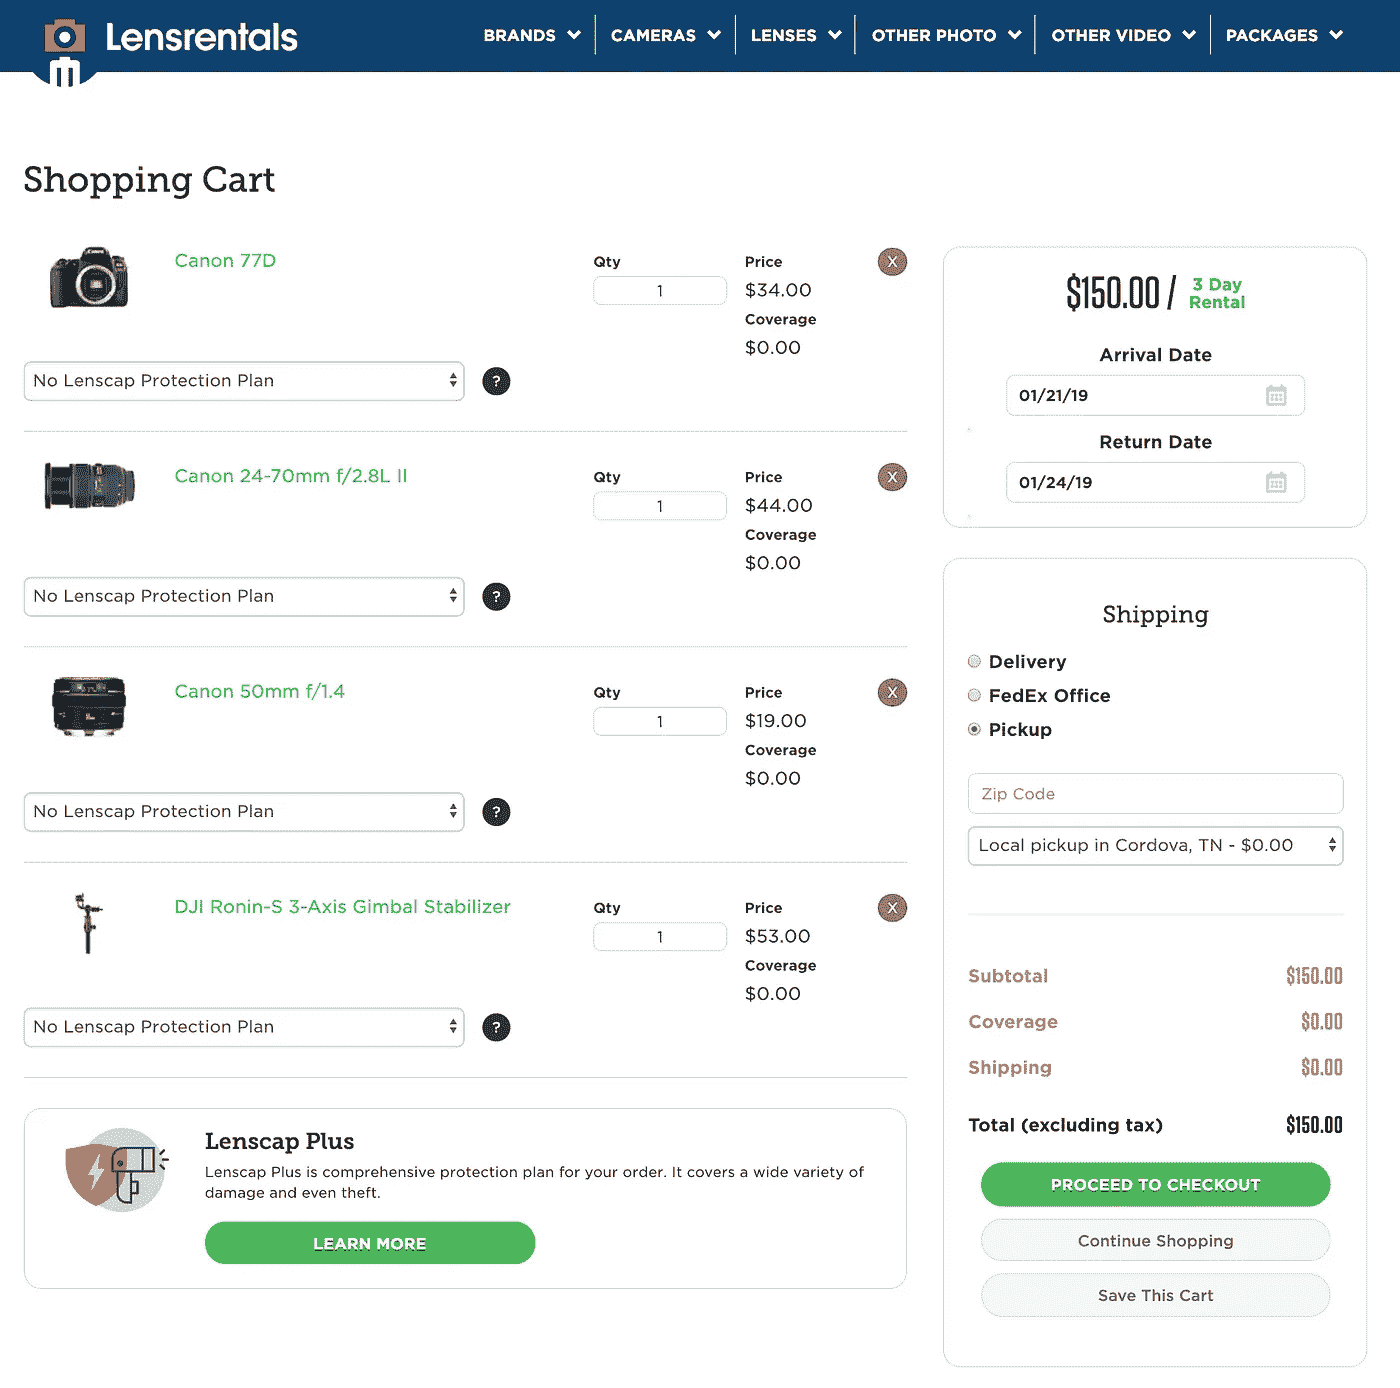 Lensrentals
BRANDS
CAMERAS
LENSES
OTHER PHOTO
OTHER VIDEO
PACKAGES
Shopping Cart
Canon 77D
Qty
1
Price
$34.00
Coverage
$0.00
X
No Lenscap Protection Plan
?
Canon 24-70mm f/2.8L II
Qty
1
Price
$44.00
Coverage
$0.00
X
No Lenscap Protection Plan
?
Canon 50mm f/1.4
Qty
1
Price
$19.00
Coverage
$0.00
X
No Lenscap Protection Plan
?
DJI Ronin-S 3-Axis Gimbal Stabilizer
Qty
1
Price
$53.00
Coverage
$0.00
X
No Lenscap Protection Plan
?
Lenscap Plus
Lenscap Plus is comprehensive protection plan for your order. It covers a wide variety of
damage and even theft.
LEARN MORE
$150.00 /
3 Day
Rental
Arrival Date
01/21/19
Return Date
01/24/19
Shipping
Delivery
FedEx Office
Pickup
Zip Code
Local pickup in Cordova, TN - $0.00
Subtotal $150.00
Coverage $0.00
Shipping $0.00
Total (excluding tax) $150.00
PROCEED TO CHECKOUT
Continue Shopping
Save This Cart